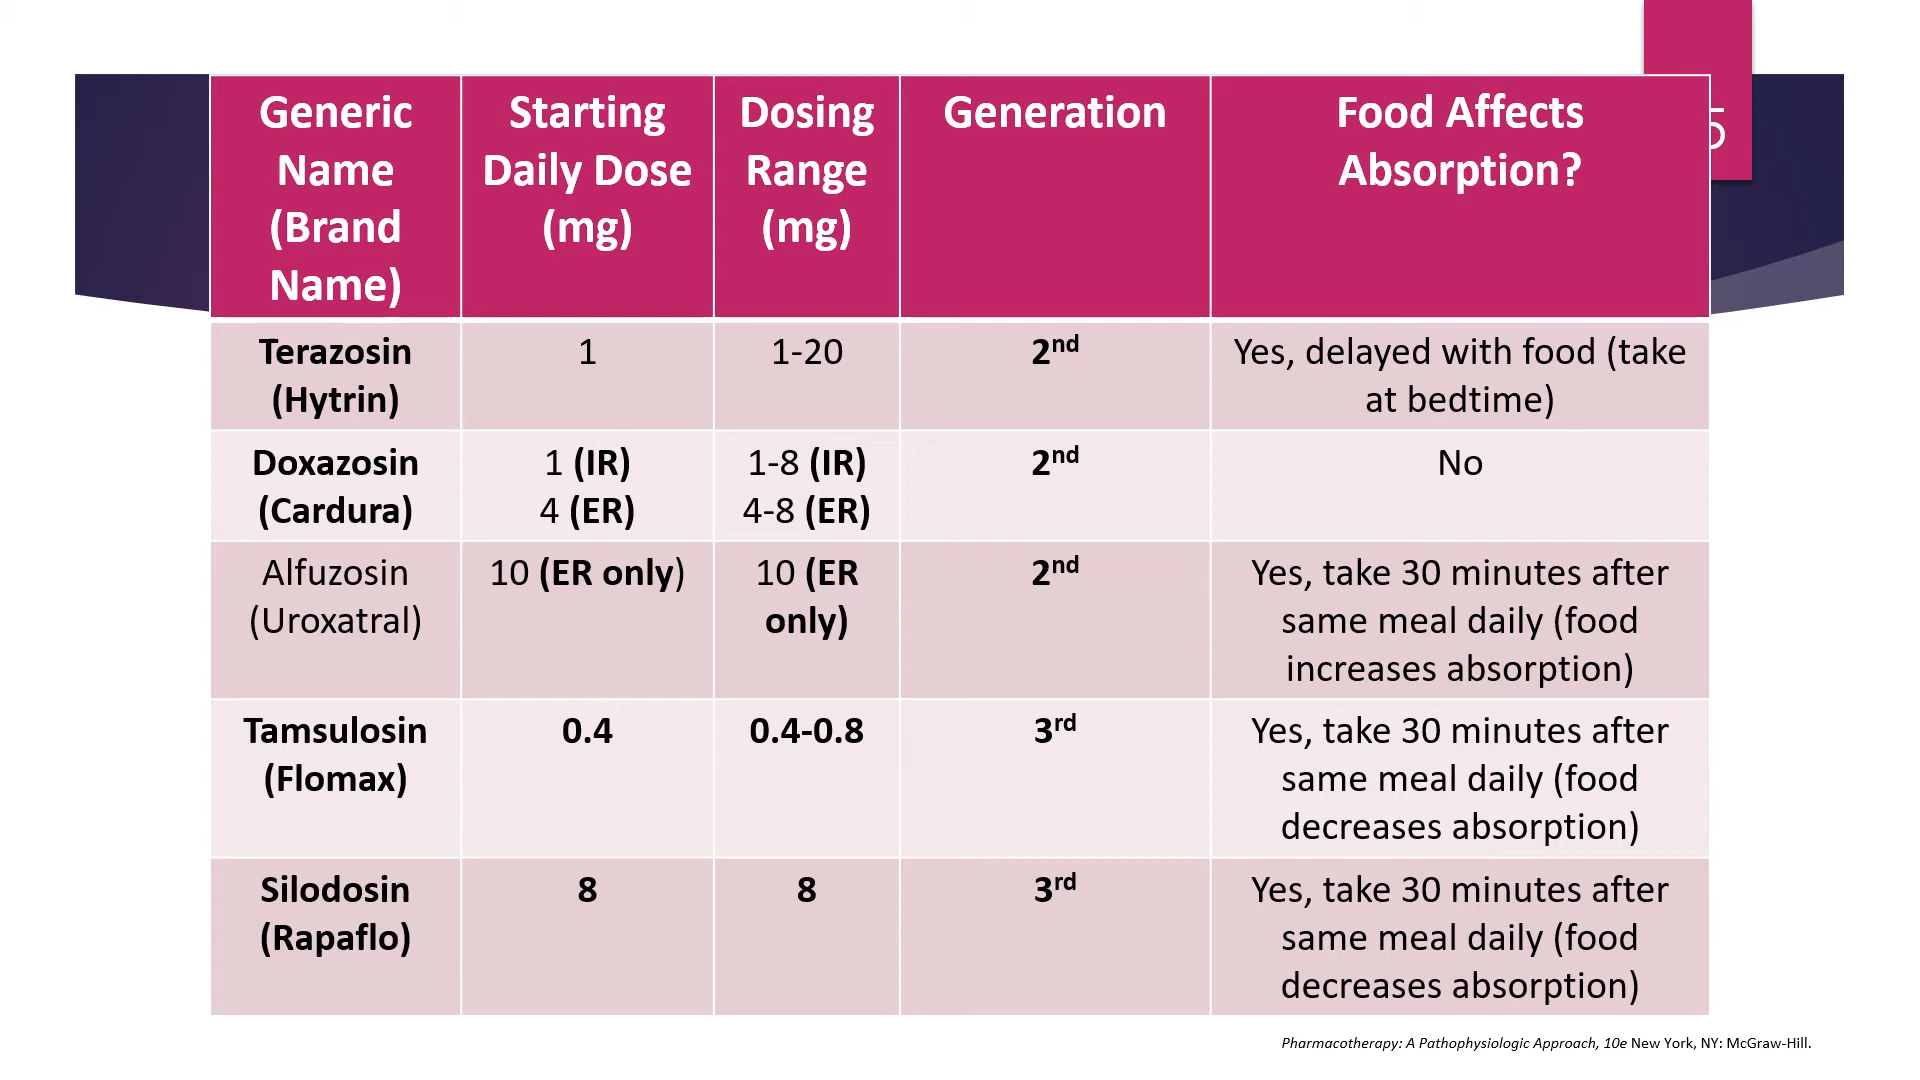 Generic Name (Brand Name)
Starting Daily Dose (mg)
Dosing Range (mg)
Generation
Food Affects Absorption?
Terazosin (Hytrin)
1
1-20
2nd
Yes, delayed with food (take at bedtime)
Doxazosin (Cardura)
1 (IR)
4 (ER)
1-8 (IR)
4-8 (ER)
2nd
No
Alfuzosin (Uroxatral)
10 (ER only)
10 (ER only)
2nd
Yes, take 30 minutes after same meal daily (food increases absorption)
Tamsulosin (Flomax)
0.4
0.4-0.8
3rd
Yes, take 30 minutes after same meal daily (food decreases absorption)
Silodosin (Rapaflo)
8
8
3rd
Yes, take 30 minutes after same meal daily (food decreases absorption)
Pharmacotherapy: A Pathophysiologic Approach, 10e New York, NY: McGraw-Hill.